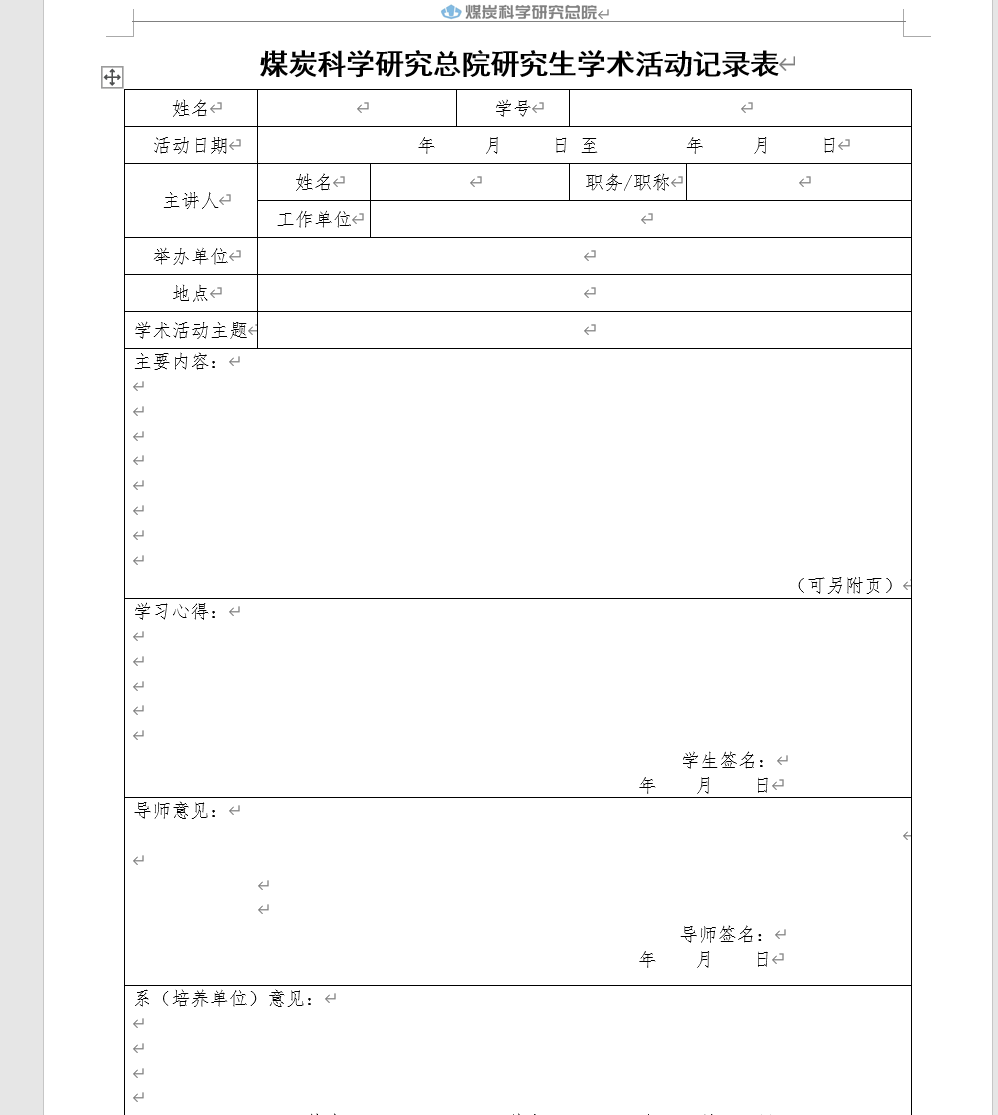 煤炭科学研究总院
煤炭科学研究总院研究生学术活动记录表
姓名 学号
活动日期 年 月 日 至 年 月 日
主讲人 姓名 职务/职称
工作单位
举办单位
地点
学术活动主题
主要内容：
（可另附页）
学习心得：
学生签名：
年 月 日
导师意见：
导师签名：
年 月 日
系（培养单位）意见：